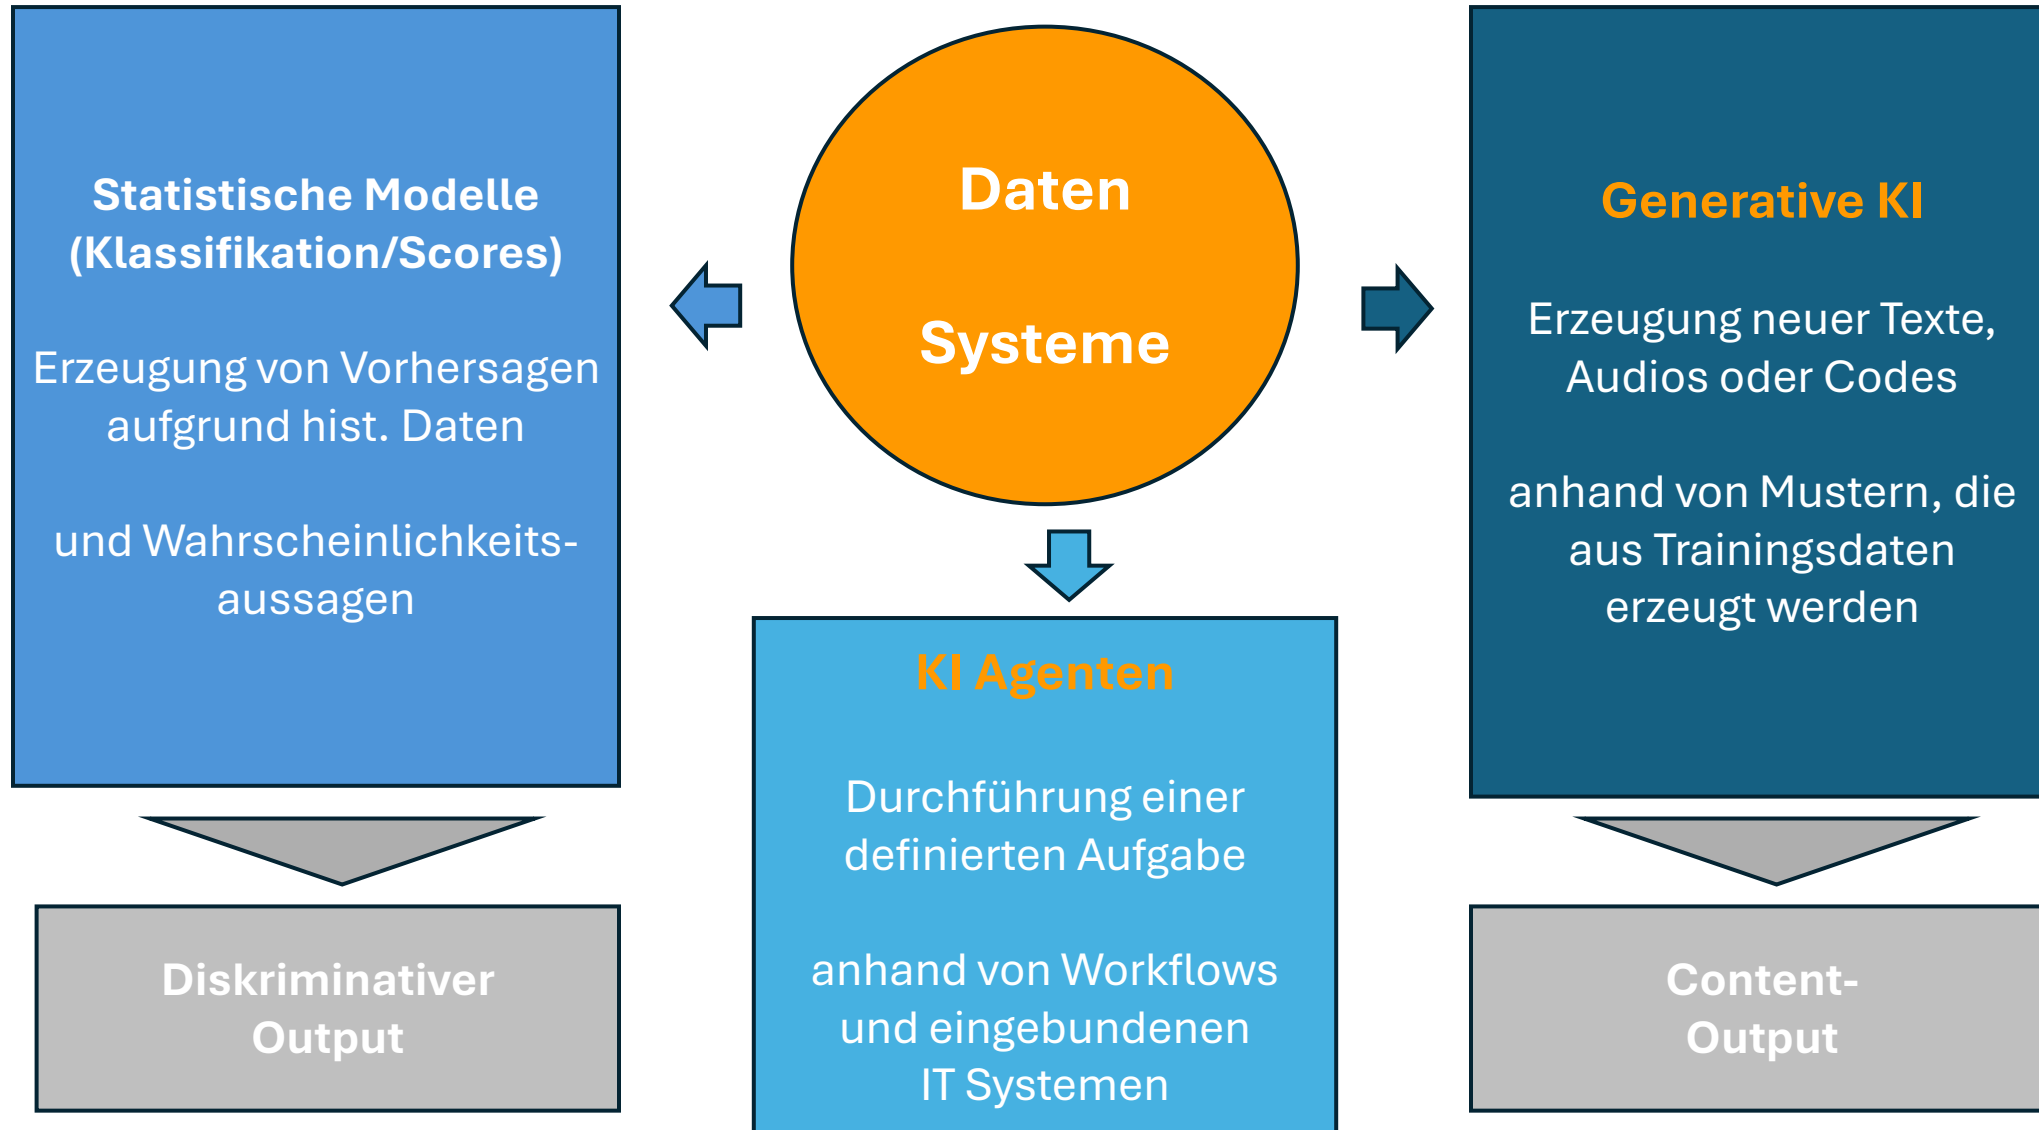 Statistische Modelle
(Klassifikation/Scores)
Erzeugung von Vorhersagen
aufgrund hist. Daten
und Wahrscheinlichkeits-
aussagen
Diskriminativer
Output
Daten
Systeme
KI Agenten
Durchführung einer
definierten Aufgabe
anhand von Workflows
und eingebundenen
IT Systemen
Generative KI
Erzeugung neuer Texte,
Audios oder Codes
anhand von Mustern, die
aus Trainingsdaten
erzeugt werden
Content-
Output